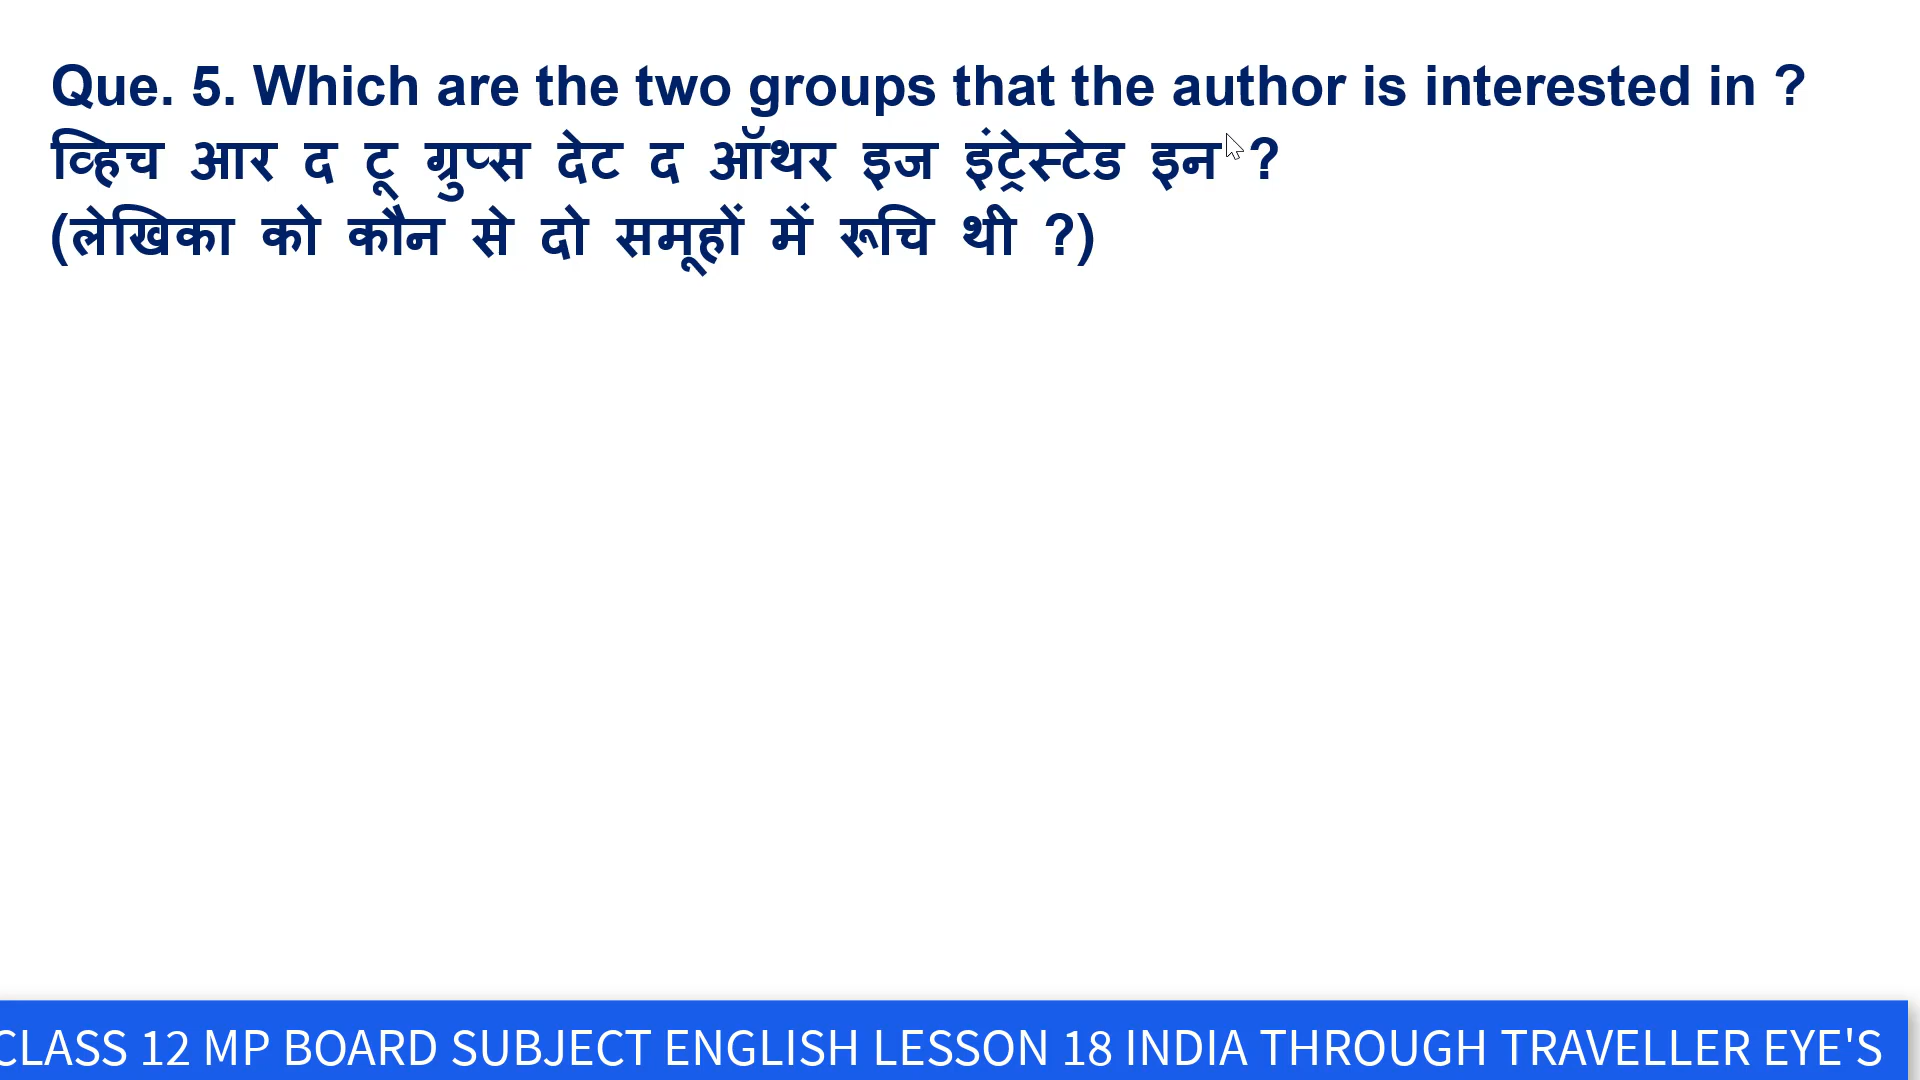 Que. 5. Which are the two groups that the author is interested in ?
व्हिच आर द टू ग्रुप्स देट द ऑथर इज इंट्रेस्टेड इन ?
(लेखिका को कौन से दो समूहों में रूचि थी ?)
CLASS 12 MP BOARD SUBJECT ENGLISH LESSON 18 INDIA THROUGH TRAVELLER EYE'S